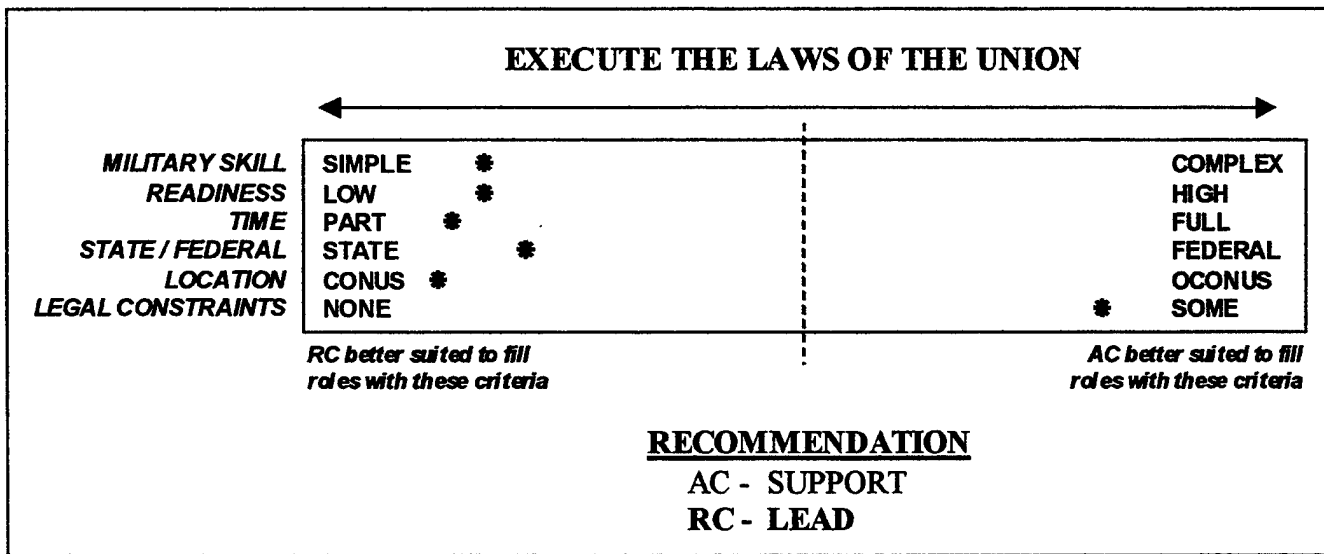 EXECUTE THE LAWS OF THE UNION
MILITARY SKILL SIMPLE * COMPLEX
READINESS LOW * HIGH
TIME PART * FULL
STATE / FEDERAL STATE * FEDERAL
LOCATION CONUS * OCONUS
LEGAL CONSTRAINTS NONE * SOME
RC better suited to fill AC better suited to fill
roles with these criteria roles with these criteria
RECOMMENDATION
AC - SUPPORT
RC - LEAD